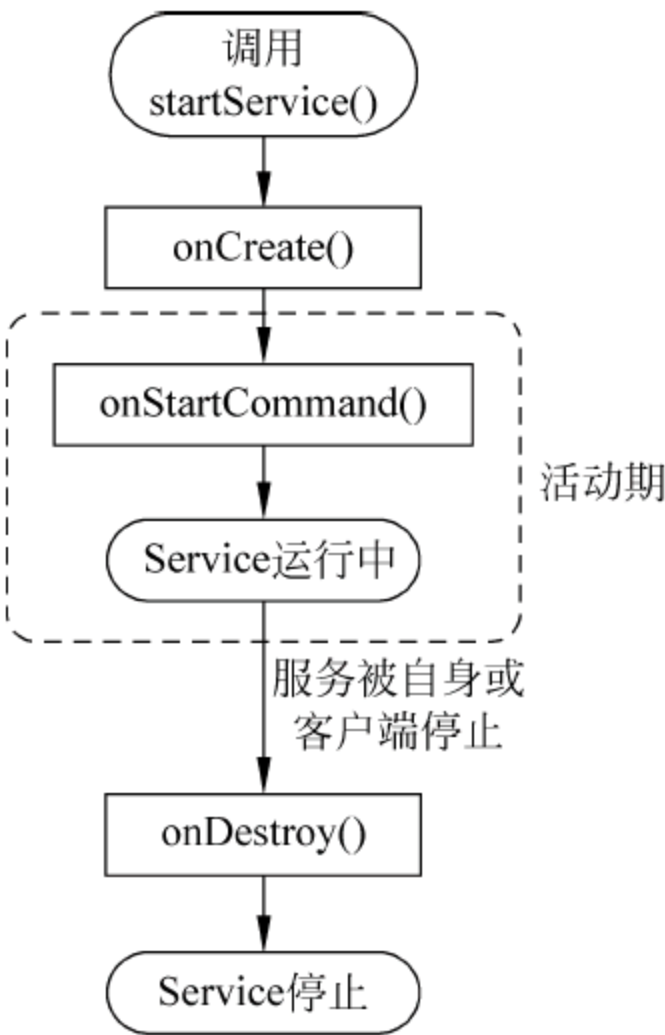 调用
startService()
onCreate()
onStartCommand()
活动期
Service运行中
服务被自身或
客户端停止
onDestroy()
Service停止